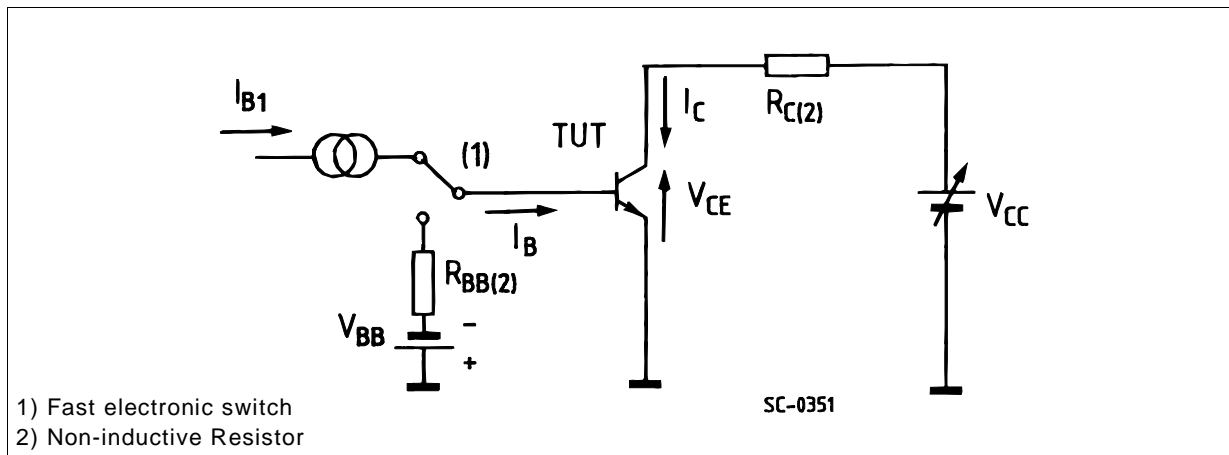 I_B1
(1)
TUT
I_C
R_C(2)
V_CE
V_CC
I_B
R_BB(2)
V_BB
-
+
SC-0351
1) Fast electronic switch
2) Non-inductive Resistor